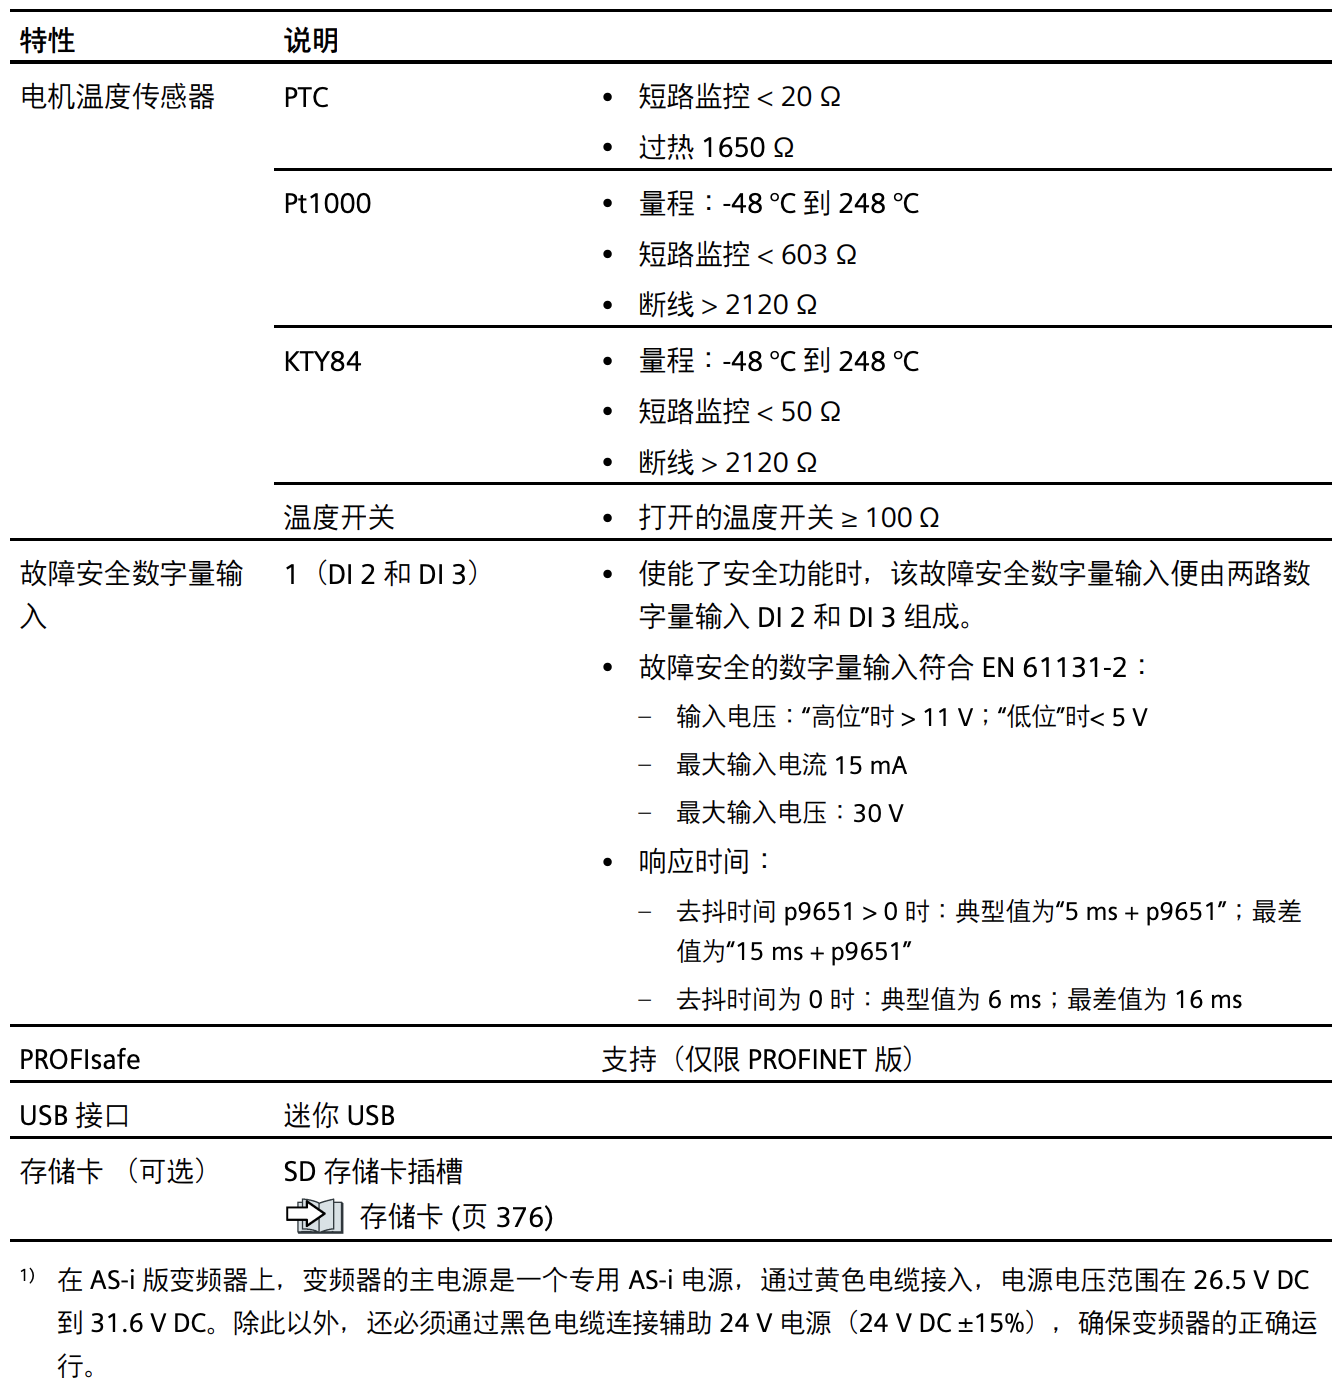 特性 说明
电机温度传感器 PTC • 短路监控 < 20 Ω
• 过热 1650 Ω
Pt1000 • 量程：-48 °C 到 248 °C
• 短路监控 < 603 Ω
• 断线 > 2120 Ω
KTY84 • 量程：-48 °C 到 248 °C
• 短路监控 < 50 Ω
• 断线 > 2120 Ω
温度开关 • 打开的温度开关 ≥ 100 Ω
故障安全数字量输 1（DI 2 和 DI 3） • 使能了安全功能时，该故障安全数字量输入便由两路数
入 字量输入 DI 2 和 DI 3 组成。
• 故障安全的数字量输入符合 EN 61131-2：
– 输入电压：“高位”时 > 11 V；“低位”时< 5 V
– 最大输入电流 15 mA
– 最大输入电压：30 V
• 响应时间：
– 去抖时间 p9651 > 0 时：典型值为“5 ms + p9651”；最差
值为“15 ms + p9651”
– 去抖时间为 0 时：典型值为 6 ms；最差值为 16 ms
PROFIsafe 支持（仅限 PROFINET 版）
USB 接口 迷你 USB
存储卡 （可选） SD 存储卡插槽
存储卡 (页 376)
1) 在 AS-i 版变频器上，变频器的主电源是一个专用 AS-i 电源，通过黄色电缆接入，电源电压范围在 26.5 V DC
到 31.6 V DC。除此以外，还必须通过黑色电缆连接辅助 24 V 电源（24 V DC ±15%），确保变频器的正确运
行。